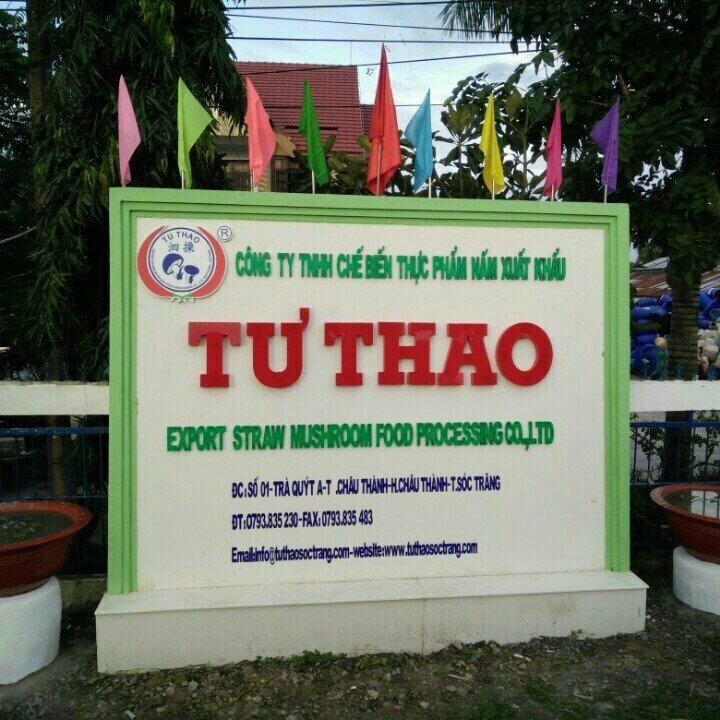 TƯ THAO
泗操
®
CÔNG TY TNHH CHẾ BIẾN THỰC PHẨM NẤM XUẤT KHẨU
TƯ THAO
EXPORT STRAW MUSHROOM FOOD PROCESSING CO.,LTD
ĐC:SỐ 01-TRÀ QUÝT A-T .CHÂU THÀNH-H.CHÂU THÀNH-T.SÓC TRĂNG
ĐT:0793.835 230-FAX:0793.835 483
Email:info@tuthaosoctrang.com-website:www.tuthaosoctrang.com